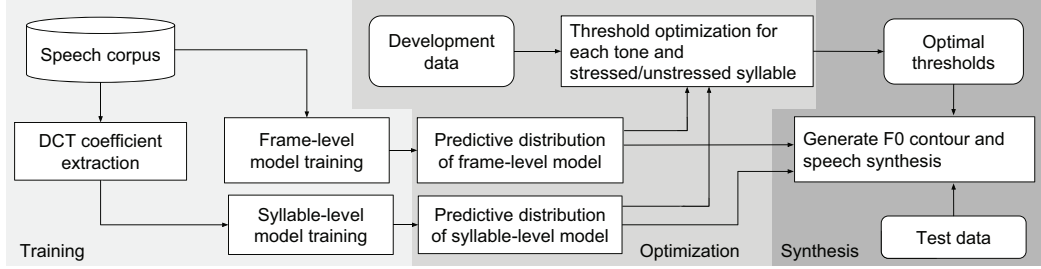 Speech corpus
DCT coefficient
extraction
Frame-level
model training
Syllable-level
model training
Training
Development
data
Threshold optimization for
each tone and
stressed/unstressed syllable
Predictive distribution
of frame-level model
Predictive distribution
of syllable-level model
Optimization
Optimal
thresholds
Generate F0 contour and
speech synthesis
Test data
Synthesis